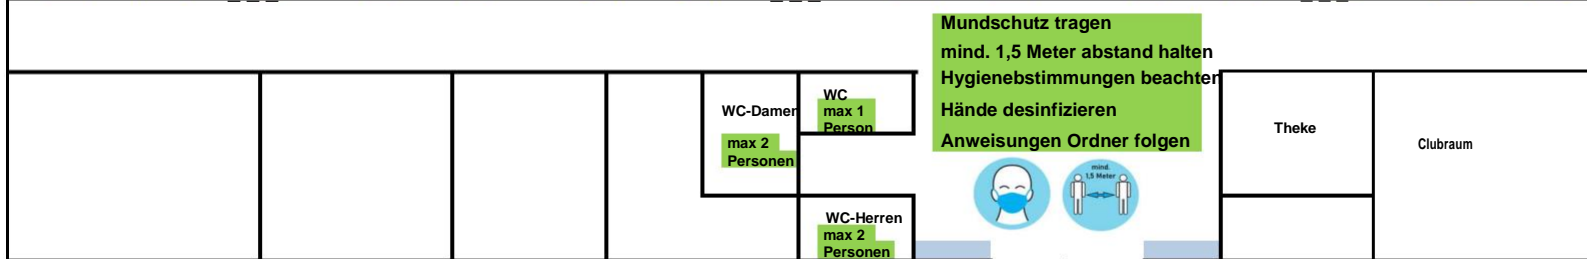 Mundschutz tragen
mind. 1,5 Meter abstand halten
Hygienebstimmungen beachten
Hände desinfizieren
Anweisungen Ordner folgen
WC-Damen
max 2
Personen
WC
max 1
Person
Theke
Clubraum
mind.
1,5 Meter
WC-Herren
max 2
Personen